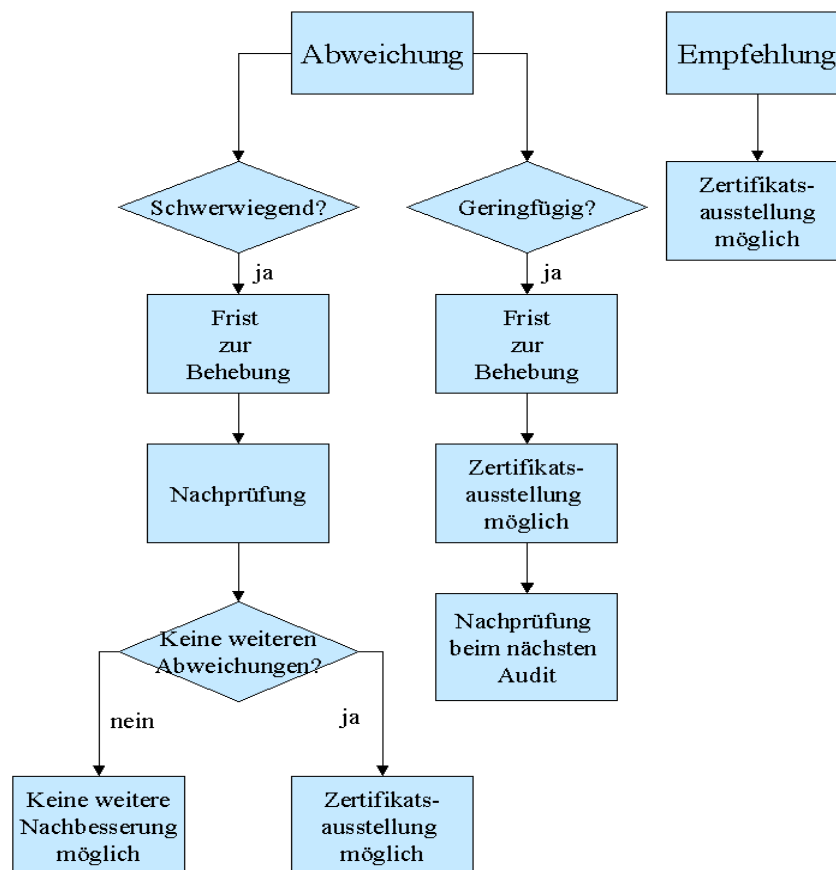 Abweichung
Empfehlung
Schwerwiegend?
Geringfügig?
Zertifikats-
ausstellung
möglich
ja
ja
Frist
zur
Behebung
Frist
zur
Behebung
Nachprüfung
Zertifikats-
ausstellung
möglich
Keine weiteren
Abweichungen?
Nachprüfung
beim nächsten
Audit
nein
ja
Keine weitere
Nachbesserung
möglich
Zertifikats-
ausstellung
möglich